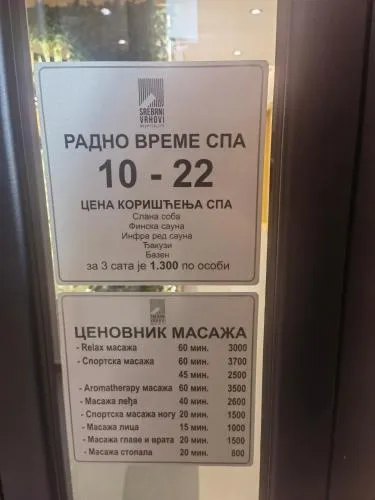 SREBRNI
VRHOVI
РАДНО ВРЕМЕ СПА
10 - 22
ЦЕНА КОРИШЋЕЊА СПА
Слана соба
Финска сауна
Инфра ред сауна
Ђакузи
Базен
за 3 сата је 1.300 по особи
ЦЕНОВНИК МАСАЖА
- Relax масажа 60 мин. 3000
- Спортска масажа 60 мин. 3700
45 мин. 2500
- Aromatherapy масажа 60 мин. 3500
- Масажа леђа 40 мин. 2600
- Спортска масажа ногу 20 мин. 1500
- Масажа лица 15 мин. 1000
- Масажа главе и врата 20 мин. 1500
- Масажа стопала 20 мин. 800